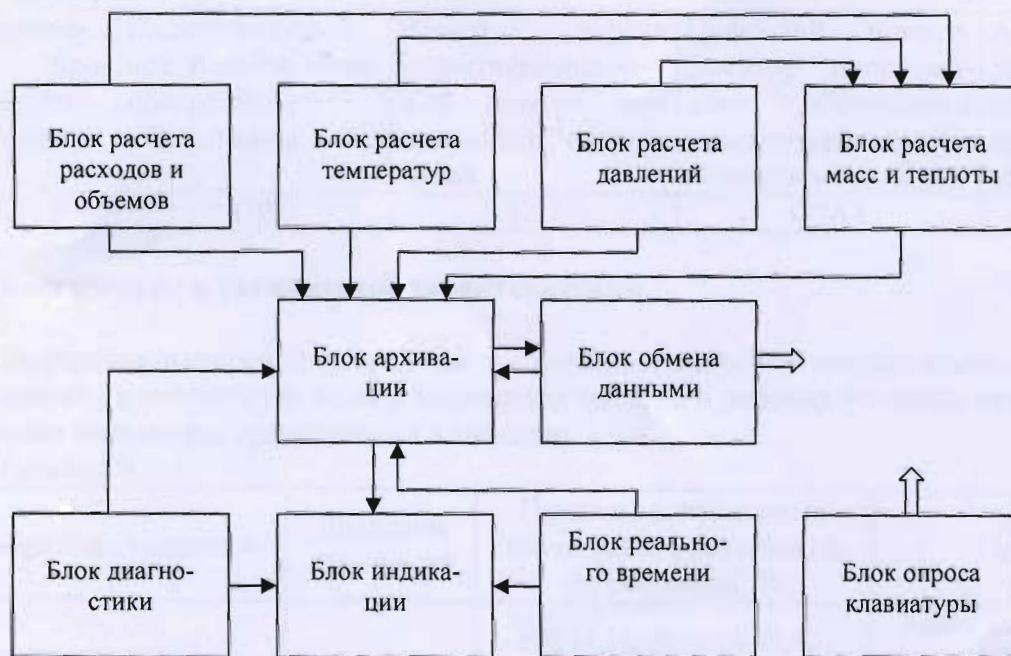 Блок расчета
расходов и
объемов
Блок расчета
температур
Блок расчета
давлений
Блок расчета
масс и теплоты
Блок архива-
ции
Блок обмена
данными
Блок диагно-
стики
Блок индика-
ции
Блок реально-
го времени
Блок опроса
клавиатуры